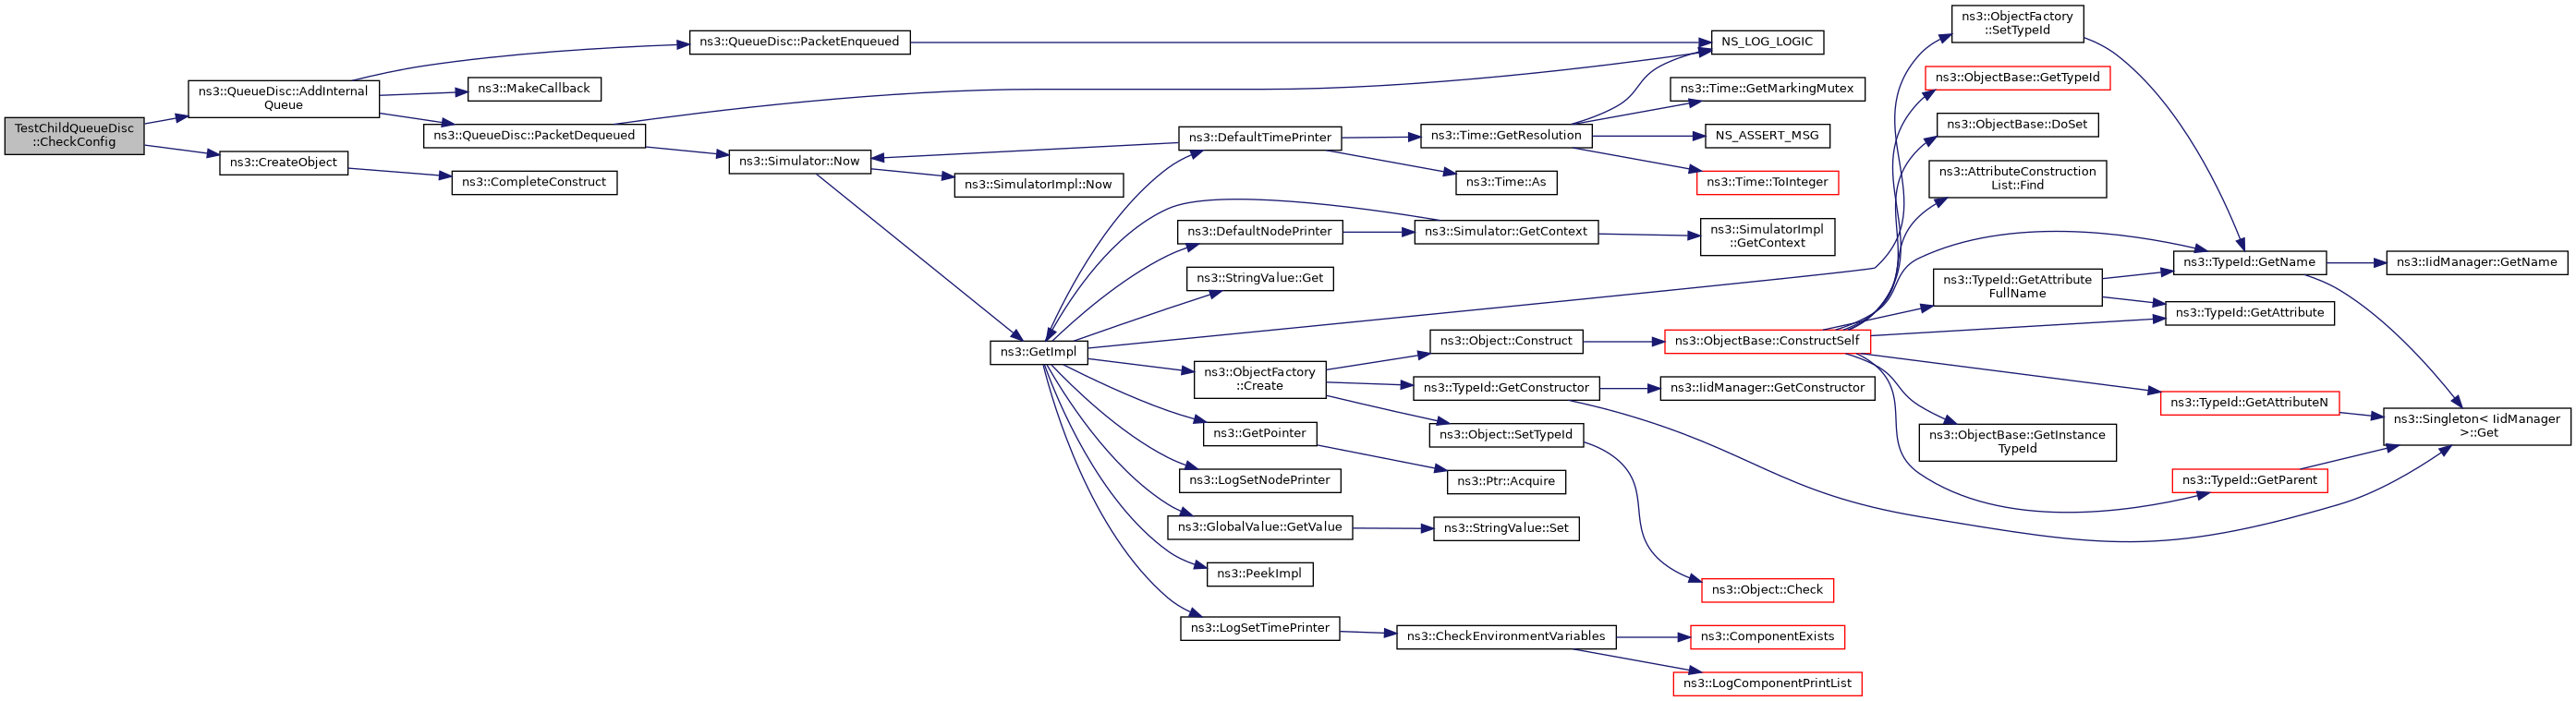 TestChildQueueDisc
::CheckConfig
ns3::QueueDisc::AddInternal
Queue
ns3::CreateObject
ns3::QueueDisc::PacketEnqueued
ns3::MakeCallback
ns3::QueueDisc::PacketDequeued
ns3::CompleteConstruct
ns3::Simulator::Now
ns3::SimulatorImpl::Now
ns3::GetImpl
ns3::DefaultTimePrinter
ns3::DefaultNodePrinter
ns3::StringValue::Get
ns3::ObjectFactory
::Create
ns3::GetPointer
ns3::LogSetNodePrinter
ns3::GlobalValue::GetValue
ns3::PeekImpl
ns3::LogSetTimePrinter
ns3::Time::GetResolution
ns3::Time::As
ns3::Simulator::GetContext
ns3::Object::Construct
ns3::TypeId::GetConstructor
ns3::Object::SetTypeId
ns3::Ptr::Acquire
ns3::StringValue::Set
ns3::CheckEnvironmentVariables
NS_LOG_LOGIC
ns3::Time::GetMarkingMutex
NS_ASSERT_MSG
ns3::Time::ToInteger
ns3::SimulatorImpl
::GetContext
ns3::ObjectBase::ConstructSelf
ns3::IidManager::GetConstructor
ns3::Object::Check
ns3::ComponentExists
ns3::LogComponentPrintList
ns3::ObjectFactory
::SetTypeId
ns3::ObjectBase::GetTypeId
ns3::ObjectBase::DoSet
ns3::AttributeConstruction
List::Find
ns3::TypeId::GetAttribute
FullName
ns3::ObjectBase::GetInstance
TypeId
ns3::TypeId::GetName
ns3::TypeId::GetAttribute
ns3::TypeId::GetAttributeN
ns3::TypeId::GetParent
ns3::IidManager::GetName
ns3::Singleton< IidManager
>::Get